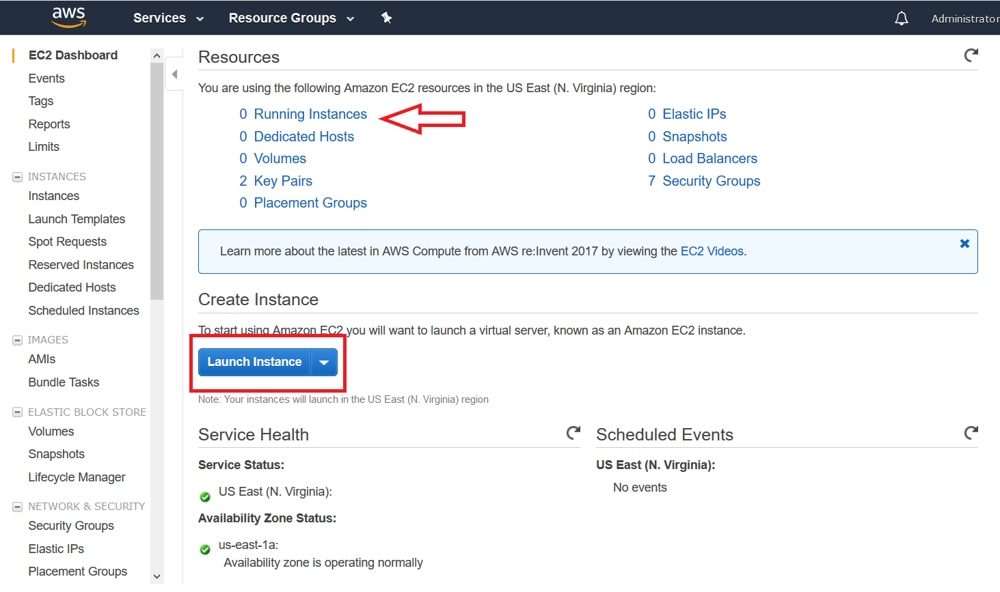 aws
Services
Resource Groups
Administrator
EC2 Dashboard
Events
Tags
Reports
Limits
INSTANCES
Instances
Launch Templates
Spot Requests
Reserved Instances
Dedicated Hosts
Scheduled Instances
IMAGES
AMIs
Bundle Tasks
ELASTIC BLOCK STORE
Volumes
Snapshots
Lifecycle Manager
NETWORK & SECURITY
Security Groups
Elastic IPs
Placement Groups
Resources
You are using the following Amazon EC2 resources in the US East (N. Virginia) region:
0 Running Instances
0 Dedicated Hosts
0 Volumes
2 Key Pairs
0 Placement Groups
0 Elastic IPs
0 Snapshots
0 Load Balancers
7 Security Groups
Learn more about the latest in AWS Compute from AWS re:Invent 2017 by viewing the EC2 Videos.
Create Instance
To start using Amazon EC2 you will want to launch a virtual server, known as an Amazon EC2 instance.
Launch Instance
Note: Your instances will launch in the US East (N. Virginia) region
Service Health
Service Status:
US East (N. Virginia):
Availability Zone Status:
us-east-1a:
Availability zone is operating normally
Scheduled Events
US East (N. Virginia):
No events